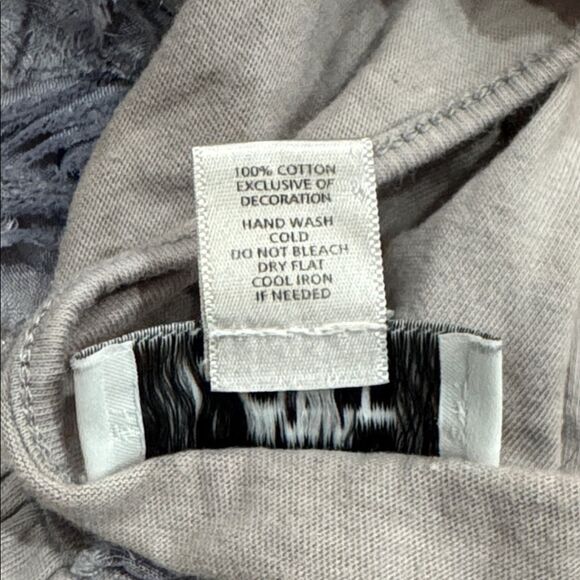 100% COTTON
EXCLUSIVE OF
DECORATION
HAND WASH
COLD
DO NOT BLEACH
DRY FLAT
COOL IRON
IF NEEDED